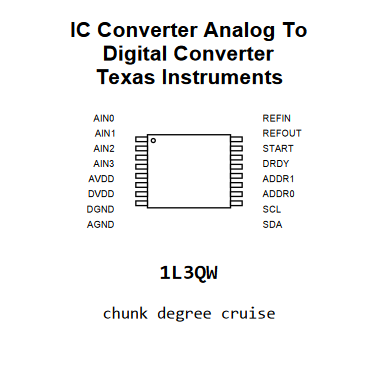 IC Converter Analog To
Digital Converter
Texas Instruments
AIN0 REFIN
AIN1 REFOUT
AIN2 START
AIN3 DRDY
AVDD ADDR1
DVDD ADDR0
DGND SCL
AGND SDA
1L3QW
chunk degree cruise